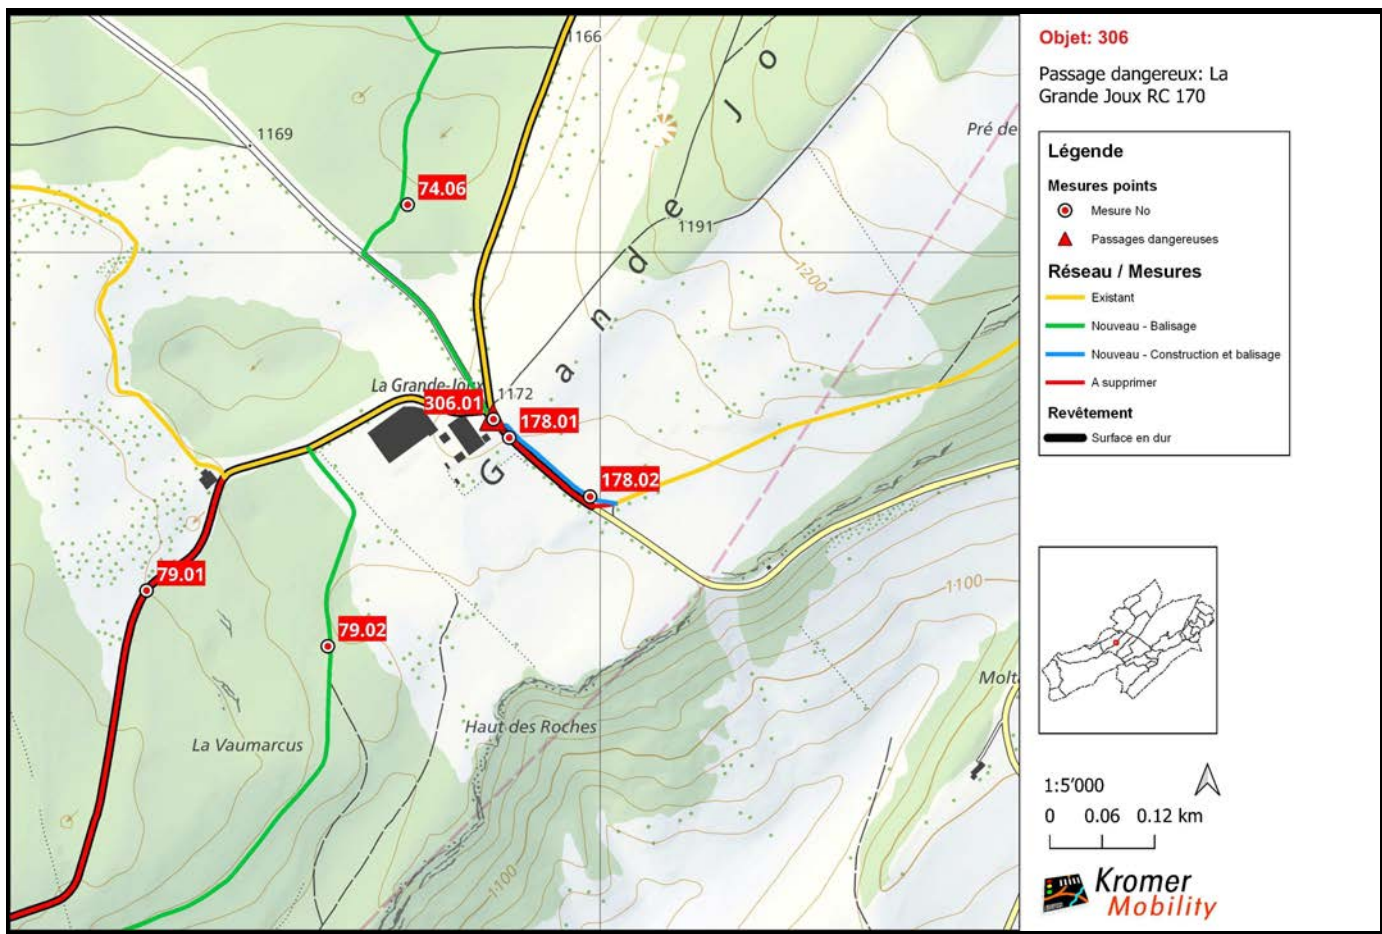 1166
J
o
1169
Pré de
74.06
e
1191
d
1200
n
a
La Grande-Joux
1172
306.01
178.01
G
178.02
79.01
79.02
1100
Molt
Haut des Roches
La Vaumarcus
1100
Objet: 306
Passage dangereux: La
Grande Joux RC 170
Légende
Mesures points
Mesure No
Passages dangereuses
Réseau / Mesures
Existant
Nouveau - Balisage
Nouveau - Construction et balisage
A supprimer
Revêtement
Surface en dur
1:5'000
0 0.06 0.12 km
Kromer
Mobility